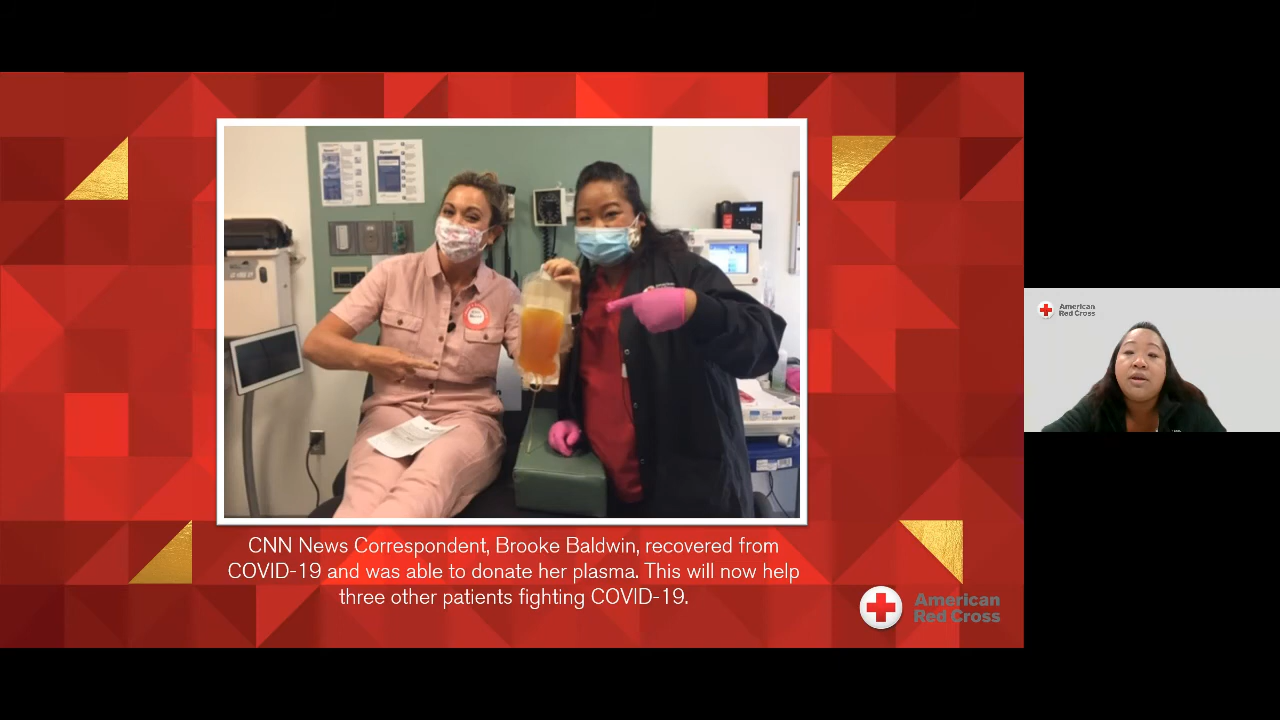 CNN News Correspondent, Brooke Baldwin, recovered from
COVID-19 and was able to donate her plasma. This will now help
three other patients fighting COVID-19.
American
Red Cross
American
Red Cross